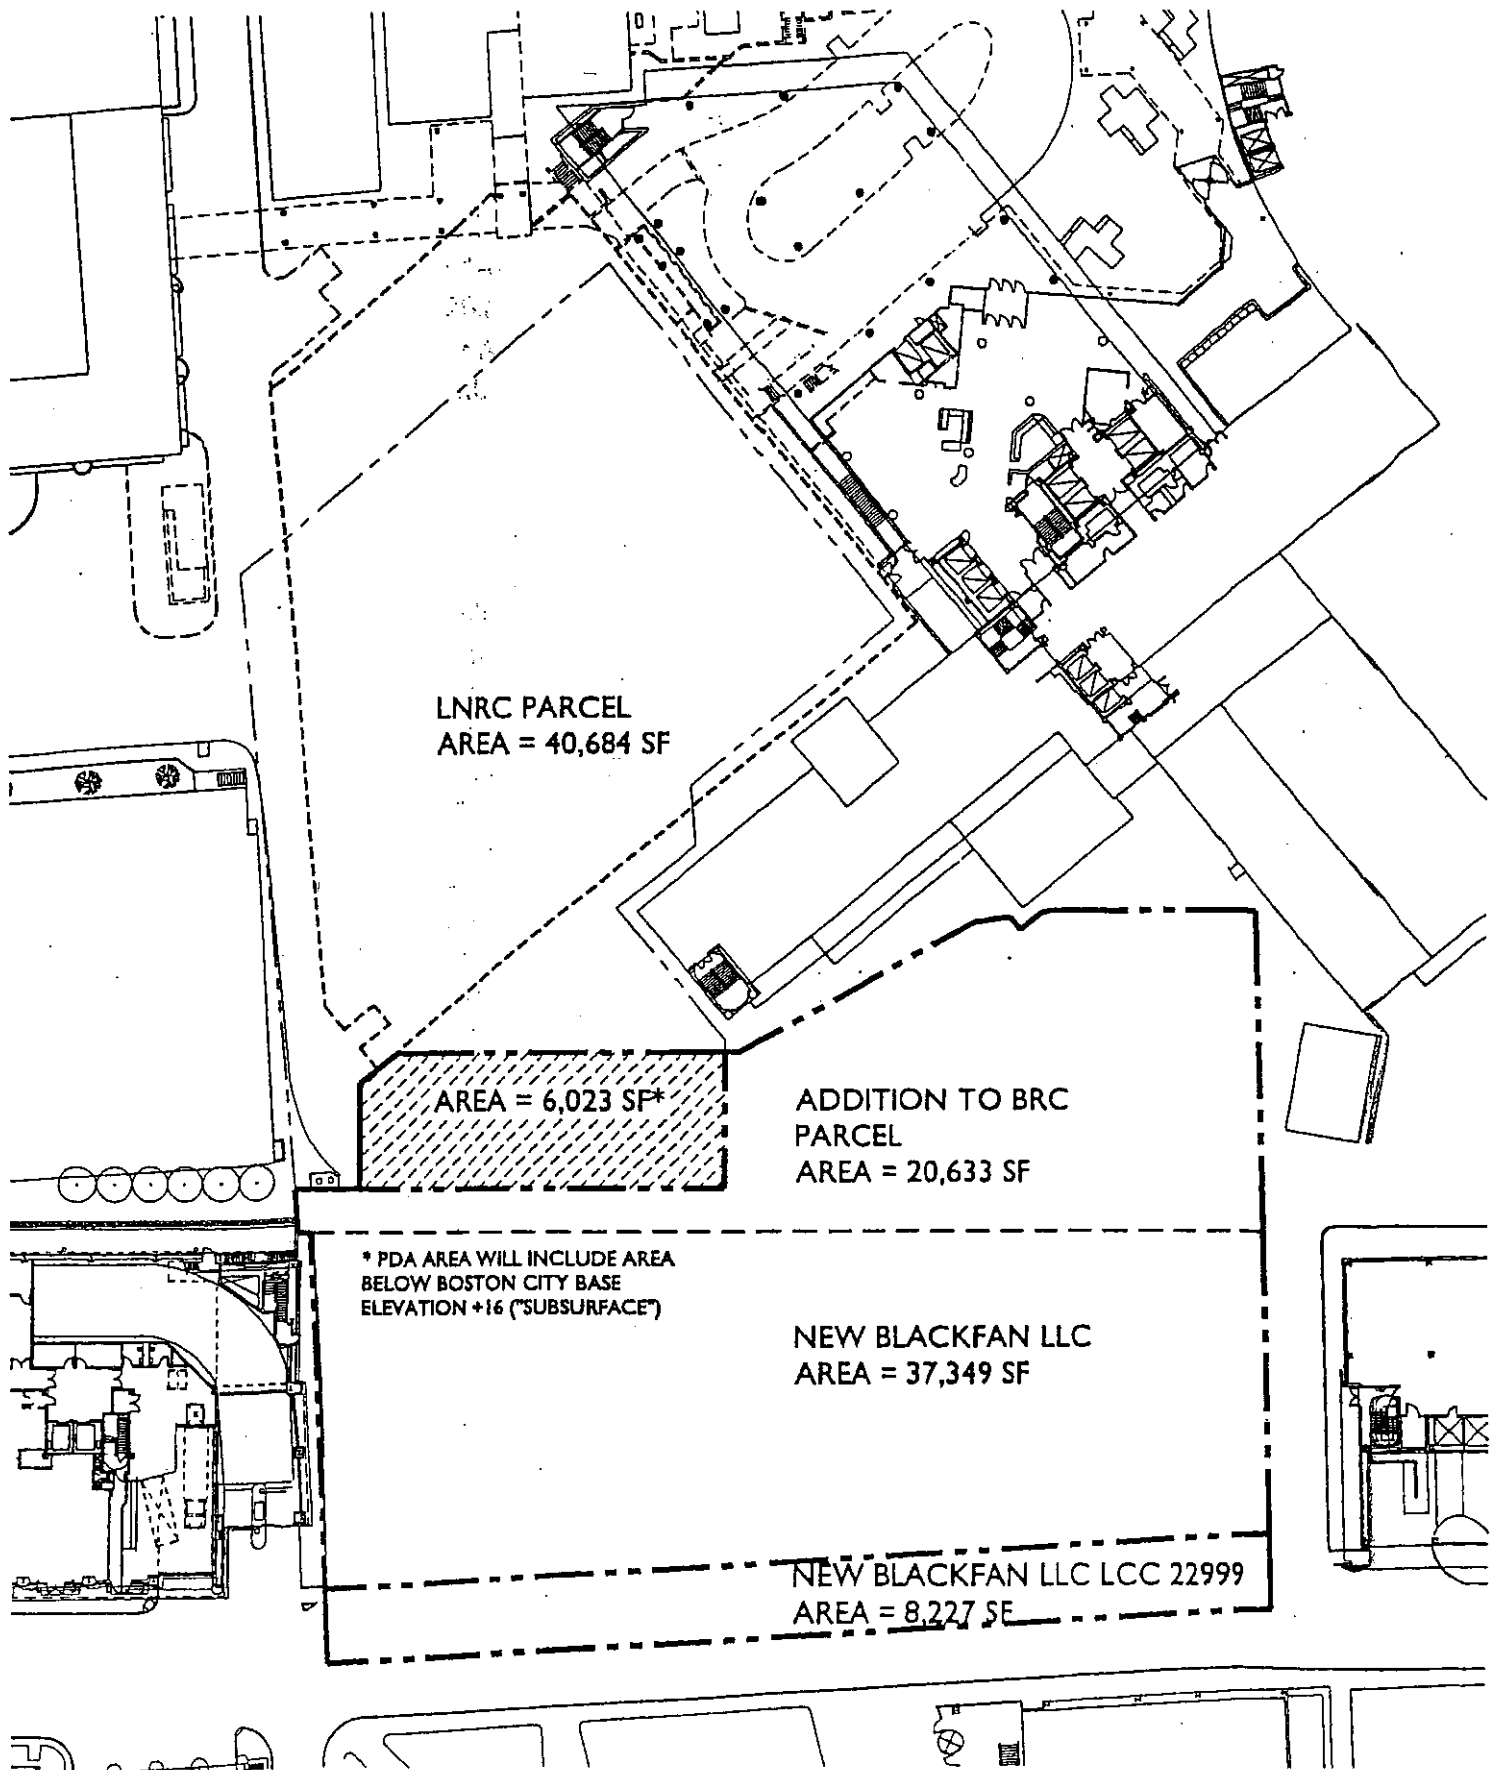 LNRC PARCEL
AREA = 40,684 SF
AREA = 6,023 SF*
ADDITION TO BRC
PARCEL
AREA = 20,633 SF
* PDA AREA WILL INCLUDE AREA
BELOW BOSTON CITY BASE
ELEVATION +16 ("SUBSURFACE")
NEW BLACKFAN LLC
AREA = 37,349 SF
NEW BLACKFAN LLC LCC 22999
AREA = 8,227 SF